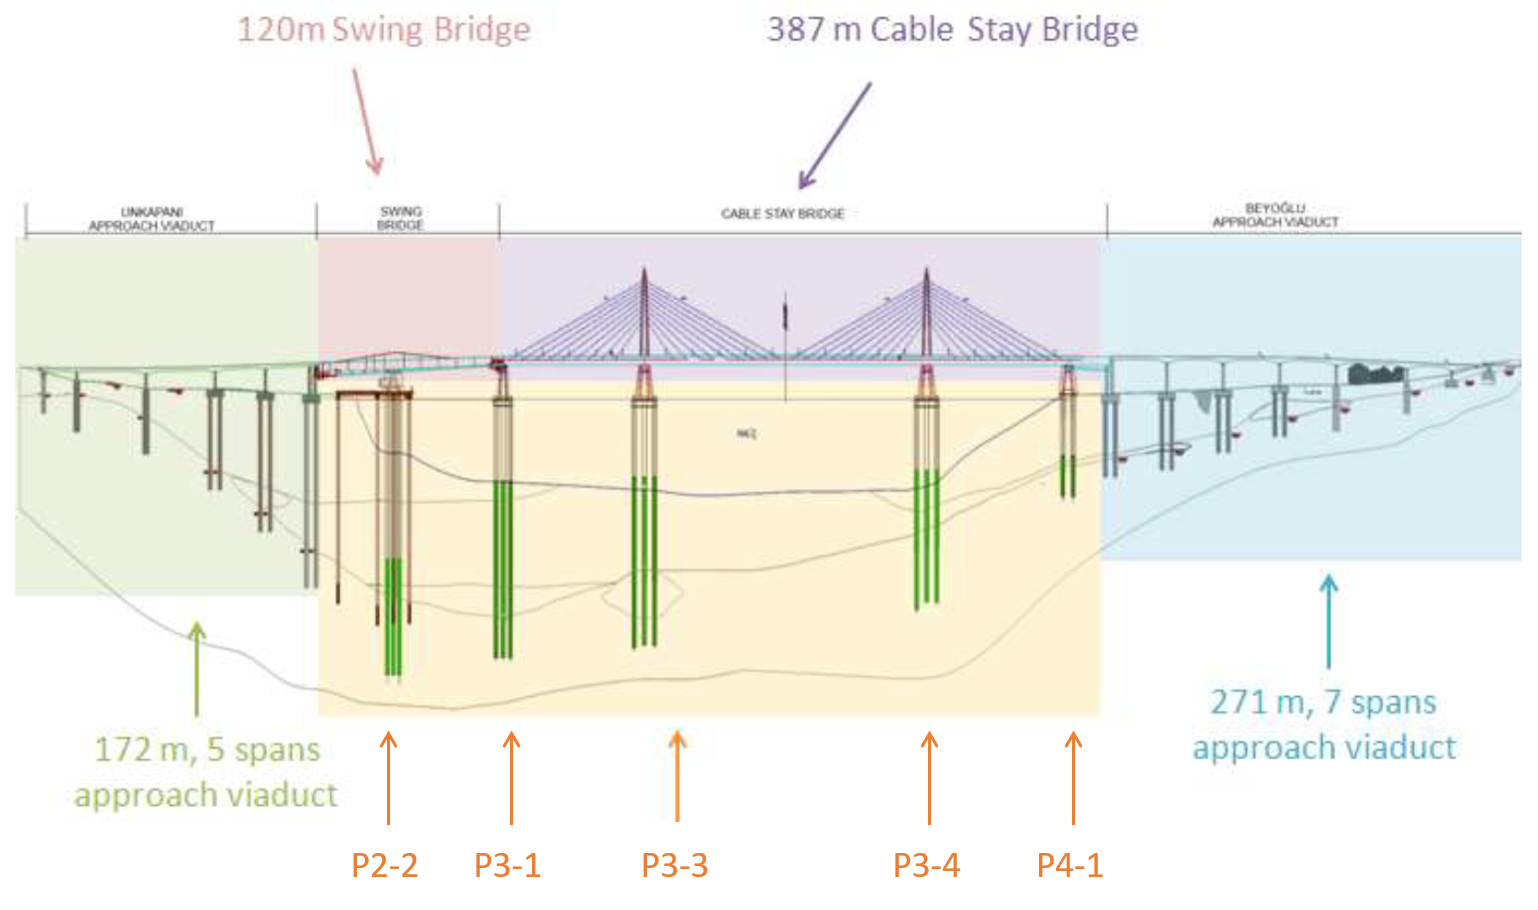 120m Swing Bridge
387 m Cable Stay Bridge
UNKAPANI
APPROACH VIADUCT
SWING
BRIDGE
CABLE STAY BRIDGE
BEYOĞLU
APPROACH VIADUCT
172 m, 5 spans
approach viaduct
271 m, 7 spans
approach viaduct
P2-2
P3-1
P3-3
P3-4
P4-1